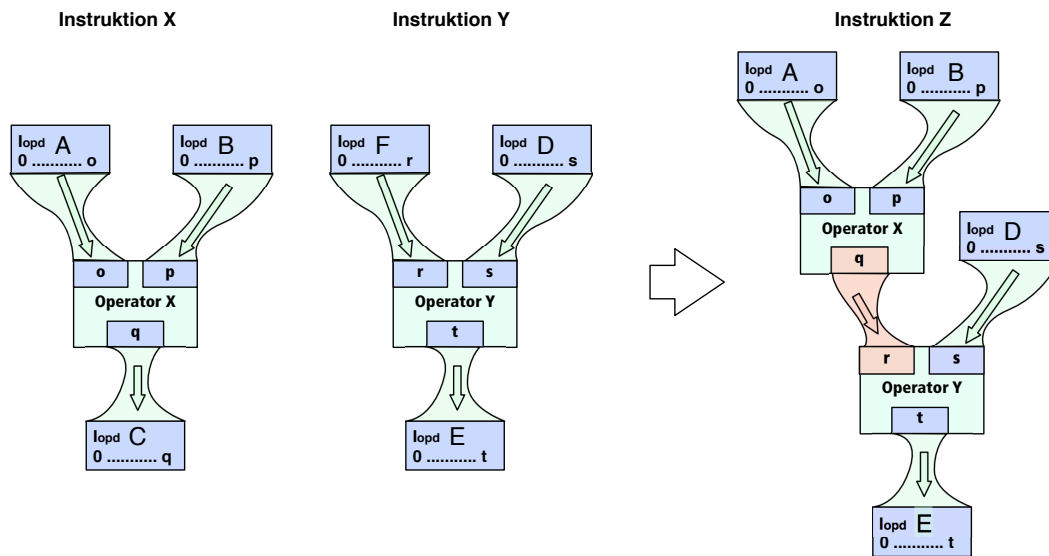 Instruktion X
Instruktion Y
Instruktion Z
lopd A
0 ........... o
lopd B
0 ........... p
o
p
Operator X
q
lopd C
0 ........... q
lopd F
0 ........... r
lopd D
0 ........... s
r
s
Operator Y
t
lopd E
0 ........... t
lopd A
0 ........... o
lopd B
0 ........... p
o
p
Operator X
q
lopd D
0 ........... s
r
s
Operator Y
t
lopd E
0 ........... t